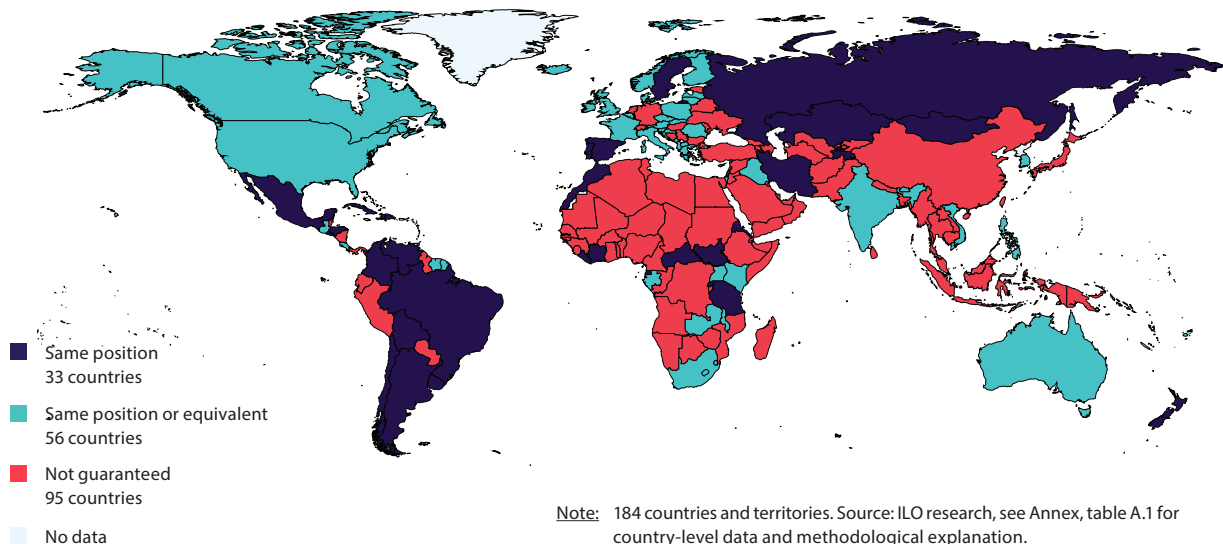 Same position
33 countries
Same position or equivalent
56 countries
Not guaranteed
95 countries
No data
Note: 184 countries and territories. Source: ILO research, see Annex, table A.1 for
country-level data and methodological explanation.